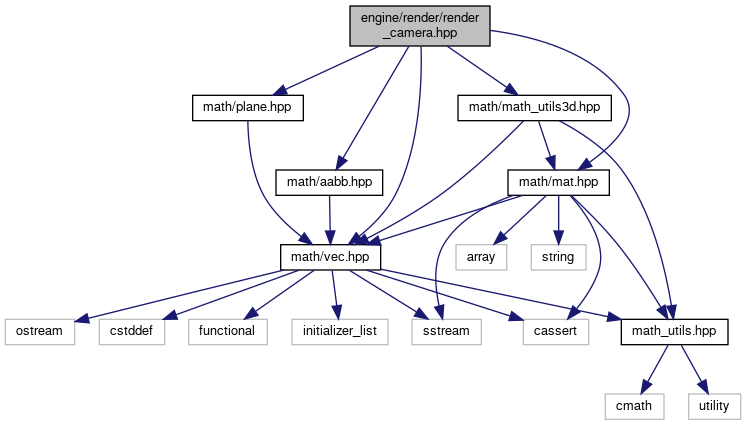 engine/render/render
_camera.hpp
math/plane.hpp
math/math_utils3d.hpp
math/aabb.hpp
math/mat.hpp
math/vec.hpp
array
string
ostream
cstddef
functional
initializer_list
sstream
cassert
math_utils.hpp
cmath
utility